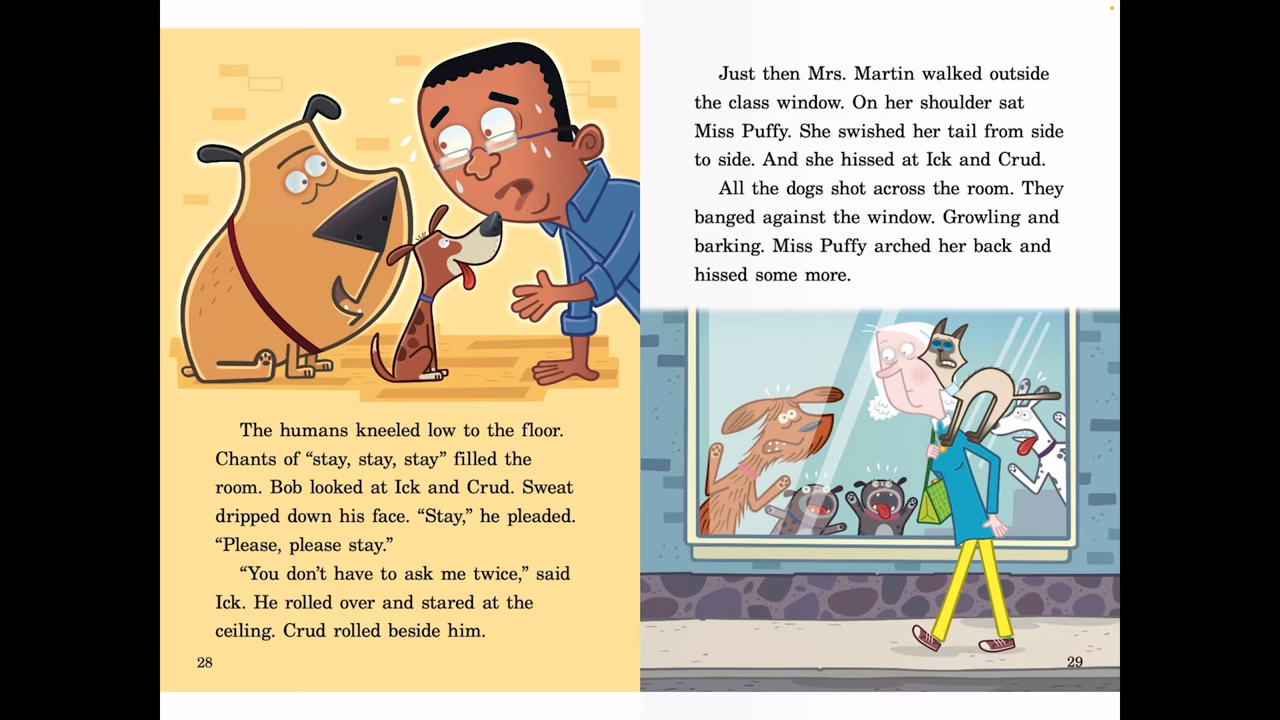 The humans kneeled low to the floor.
Chants of “stay, stay, stay” filled the
room. Bob looked at Ick and Crud. Sweat
dripped down his face. “Stay,” he pleaded.
“Please, please stay.”
“You don’t have to ask me twice,” said
Ick. He rolled over and stared at the
ceiling. Crud rolled beside him.
28
Just then Mrs. Martin walked outside
the class window. On her shoulder sat
Miss Puffy. She swished her tail from side
to side. And she hissed at Ick and Crud.
All the dogs shot across the room. They
banged against the window. Growling and
barking. Miss Puffy arched her back and
hissed some more.
29